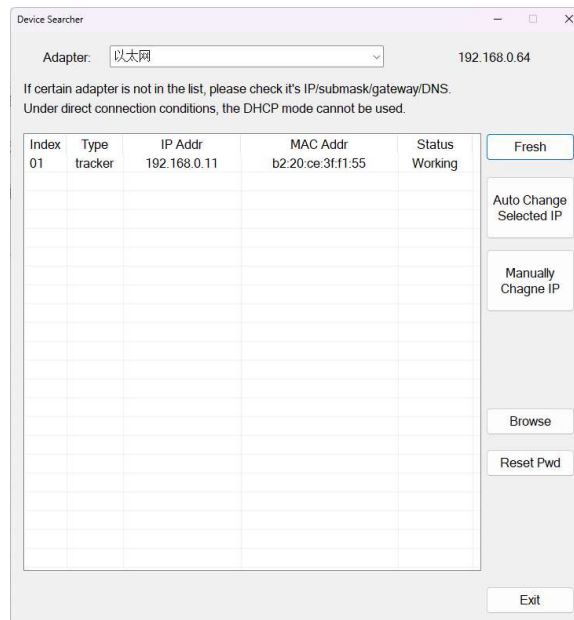 Device Searcher
Adapter: 以太网 192.168.0.64
If certain adapter is not in the list, please check it's IP/submask/gateway/DNS.
Under direct connection conditions, the DHCP mode cannot be used.
Index Type IP Addr MAC Addr Status
01 tracker 192.168.0.11 b2:20:ce:3f:f1:55 Working
Fresh
Auto Change
Selected IP
Manually
Chagne IP
Browse
Reset Pwd
Exit